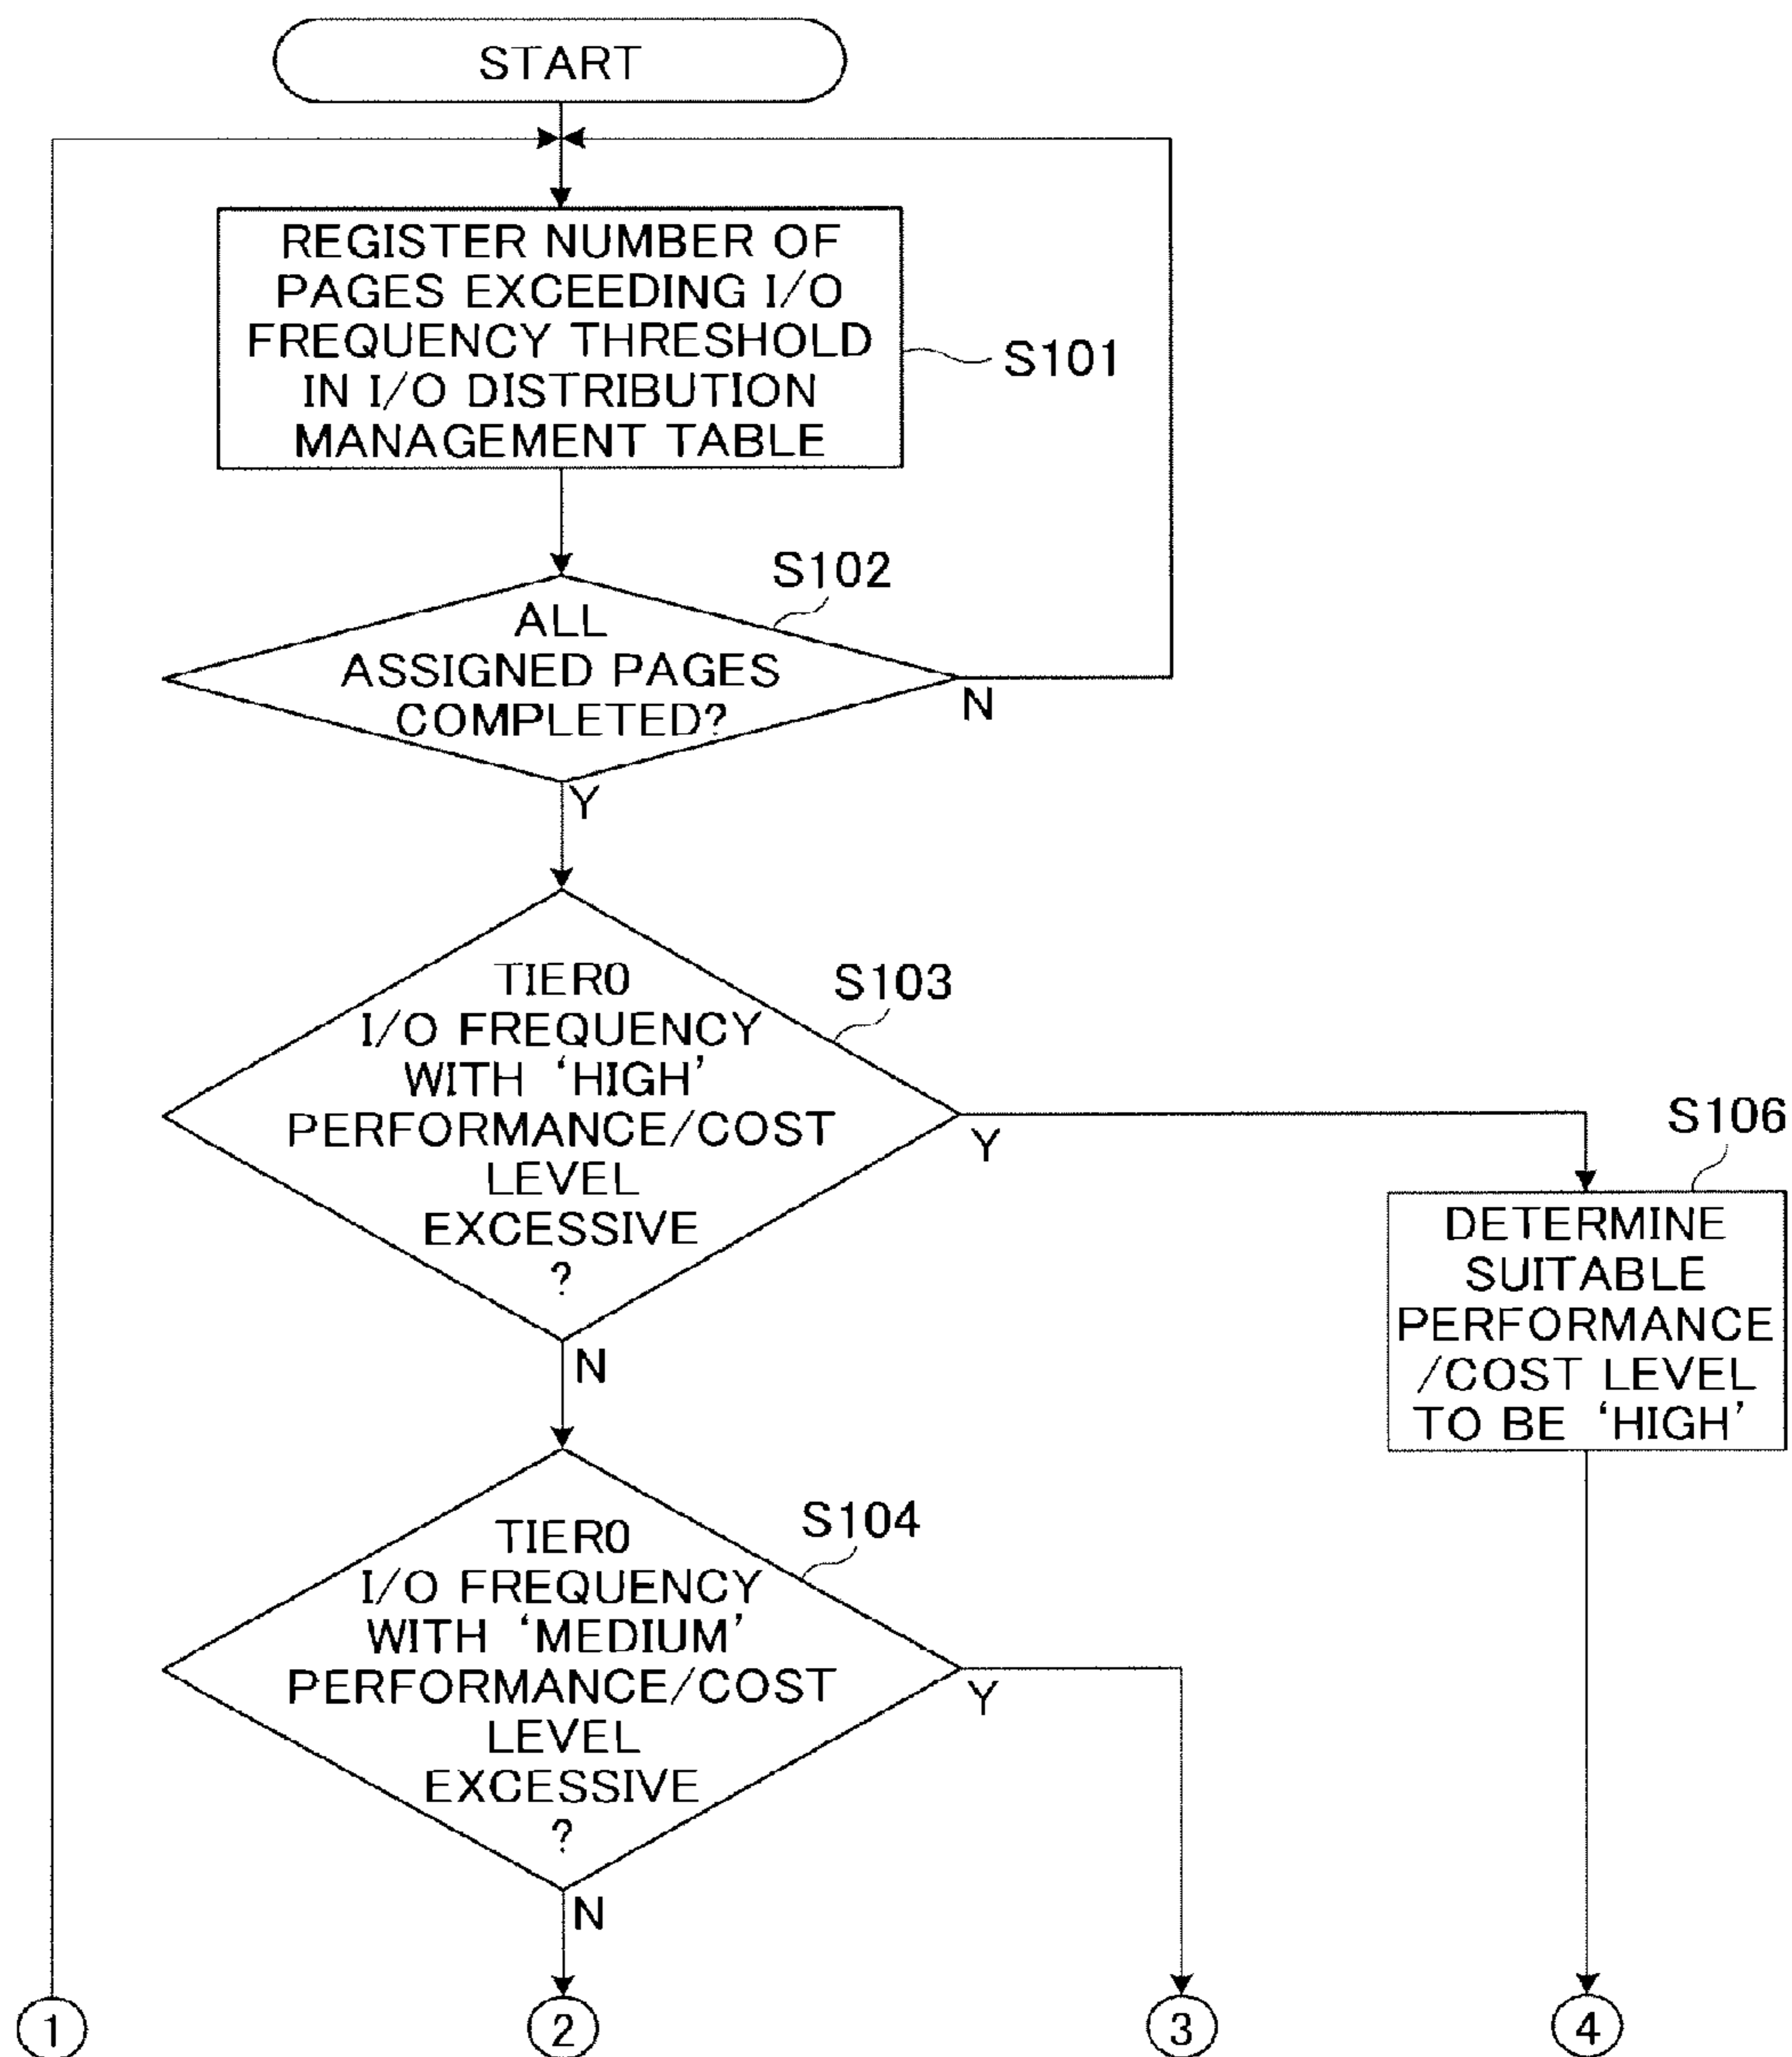 START
REGISTER NUMBER OF
PAGES EXCEEDING I/O
FREQUENCY THRESHOLD
IN I/O DISTRIBUTION
MANAGEMENT TABLE
S101
S102
ALL
ASSIGNED PAGES
COMPLETED?
N
Y
S103
TIER0
I/O FREQUENCY
WITH ‘HIGH’
PERFORMANCE/COST
LEVEL
EXCESSIVE
?
Y
N
S106
DETERMINE
SUITABLE
PERFORMANCE
/COST LEVEL
TO BE ‘HIGH’
S104
TIER0
I/O FREQUENCY
WITH ‘MEDIUM’
PERFORMANCE/COST
LEVEL
EXCESSIVE
?
Y
N
1
2
3
4